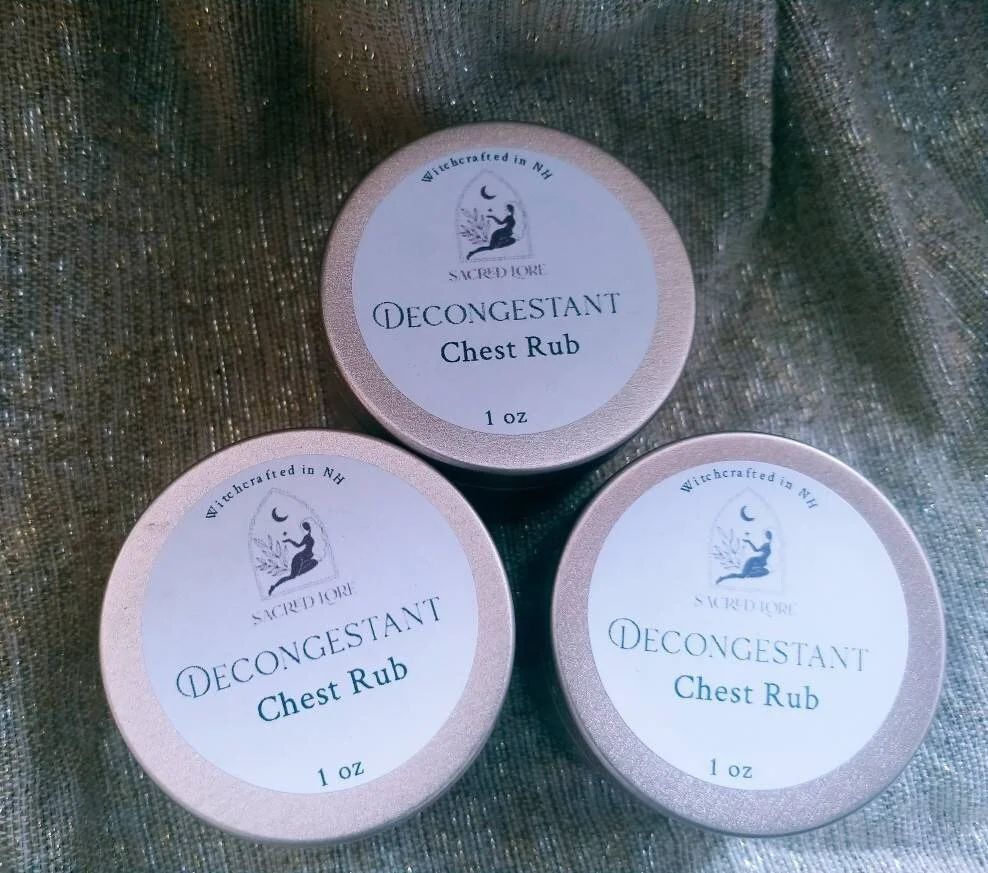 Witchcrafted in NH
SACRED LORE
DECONGESTANT
Chest Rub
1 oz
Witchcrafted in NH
SACRED LORE
DECONGESTANT
Chest Rub
1 oz
Witchcrafted in NH
SACRED LORE
DECONGESTANT
Chest Rub
1 oz